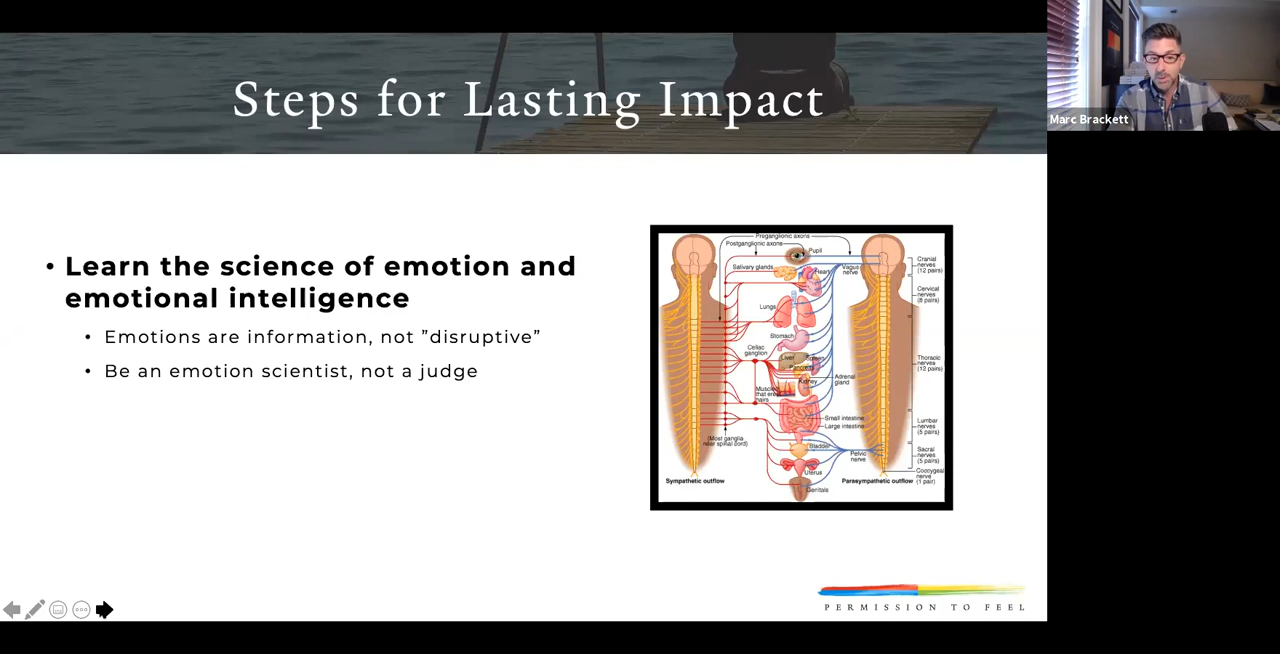 Steps for Lasting Impact
Marc Brackett
• Learn the science of emotion and
emotional intelligence
• Emotions are information, not ”disruptive”
• Be an emotion scientist, not a judge
Preganglionic axons
Postganglionic axons
Pupil
Salivary glands
Heart
Vagus
nerve
Cranial
nerves
(12 pairs)
Cervical
nerves
(8 pairs)
Lungs
Stomach
Celiac
ganglion
Liver
Spleen
Pancreas
Thoracic
nerves
(12 pairs)
Kidney
Adrenal
gland
Muscles
that erect
hairs
Small intestine
Large intestine
Lumbar
nerves
(5 pairs)
(Most ganglia
near spinal cord)
Bladder
Pelvic
nerve
Sacral
nerves
(5 pairs)
Uterus
Coccygeal
nerve
(1 pair)
Sympathetic outflow
Genitals
Parasympathetic outflow
PERMISSION TO FEEL